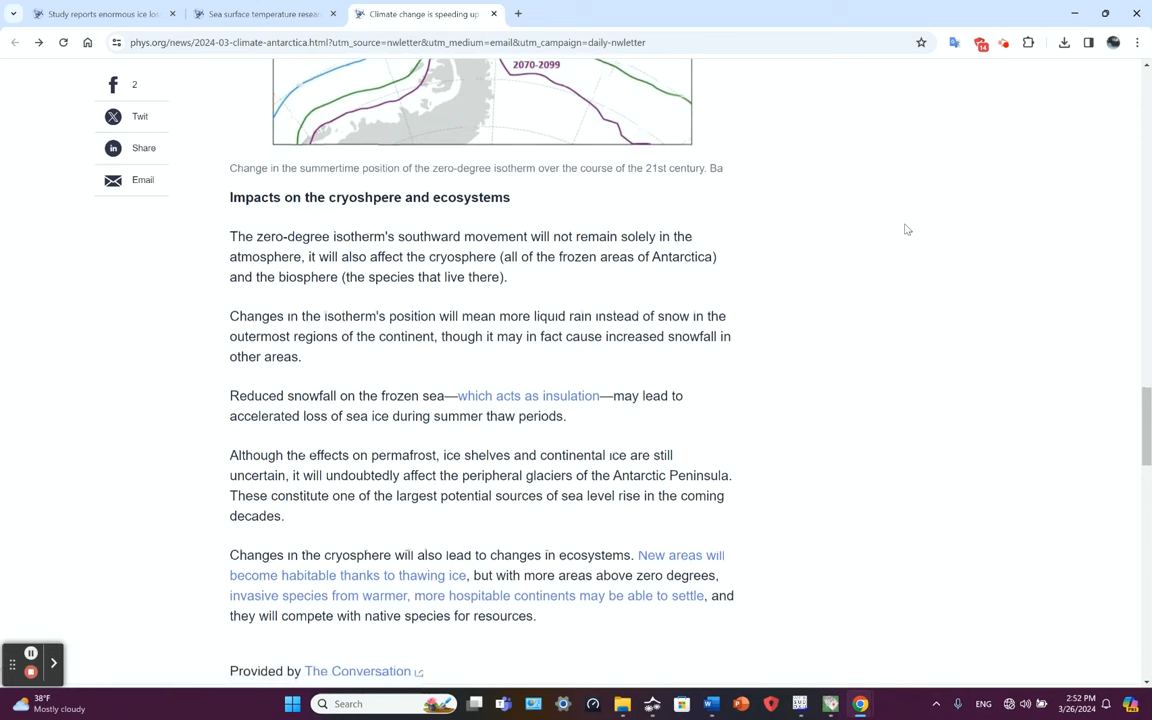 Study reports enormous ice los
Sea surface temperature resear
Climate change is speeding up
phys.org/news/2024-03-climate-antarctica.html?utm_source=nwletter&utm_medium=email&utm_campaign=daily-nwletter
14
2
Twit
Share
Email
2070-2099
Change in the summertime position of the zero-degree isotherm over the course of the 21st century. Ba
Impacts on the cryoshpere and ecosystems
The zero-degree isotherm's southward movement will not remain solely in the
atmosphere, it will also affect the cryosphere (all of the frozen areas of Antarctica)
and the biosphere (the species that live there).
Changes in the isotherm's position will mean more liquid rain instead of snow in the
outermost regions of the continent, though it may in fact cause increased snowfall in
other areas.
Reduced snowfall on the frozen sea—which acts as insulation—may lead to
accelerated loss of sea ice during summer thaw periods.
Although the effects on permafrost, ice shelves and continental ice are still
uncertain, it will undoubtedly affect the peripheral glaciers of the Antarctic Peninsula.
These constitute one of the largest potential sources of sea level rise in the coming
decades.
Changes in the cryosphere will also lead to changes in ecosystems. New areas will
become habitable thanks to thawing ice, but with more areas above zero degrees,
invasive species from warmer, more hospitable continents may be able to settle, and
they will compete with native species for resources.
Provided by The Conversation
38°F
Mostly cloudy
Search
ENG
2:52 PM
3/26/2024